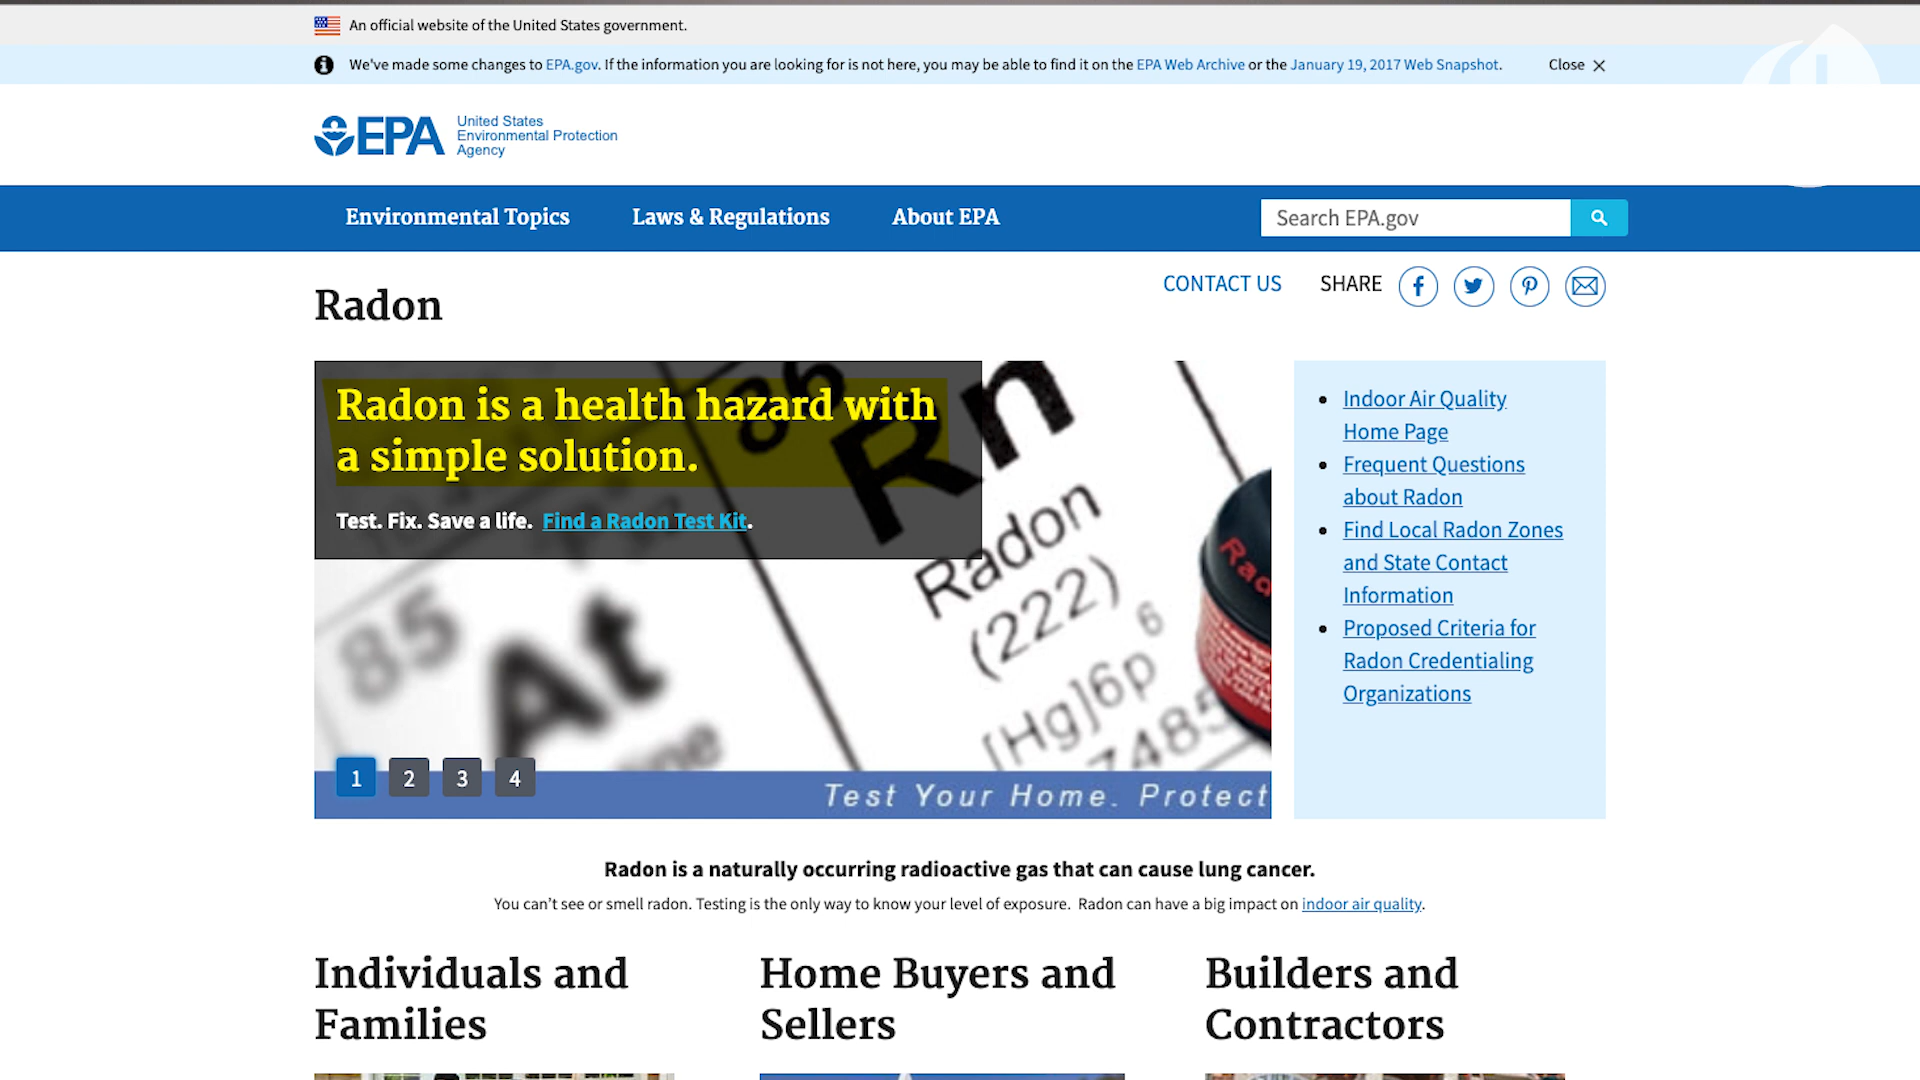 An official website of the United States government.
We've made some changes to EPA.gov. If the information you are looking for is not here, you may be able to find it on the EPA Web Archive or the January 19, 2017 Web Snapshot.
Close
EPA
United States
Environmental Protection
Agency
Environmental Topics
Laws & Regulations
About EPA
Search EPA.gov
CONTACT US
SHARE
Radon
Radon is a health hazard with
a simple solution.
Test. Fix. Save a life. Find a Radon Test Kit.
86
Rn
Radon
(222)
[Hg]6p
6
85
At
ine
7485
Test Your Home. Protect
1
2
3
4
Indoor Air Quality
Home Page
Frequent Questions
about Radon
Find Local Radon Zones
and State Contact
Information
Proposed Criteria for
Radon Credentialing
Organizations
Radon is a naturally occurring radioactive gas that can cause lung cancer.
You can’t see or smell radon. Testing is the only way to know your level of exposure. Radon can have a big impact on indoor air quality.
Individuals and
Families
Home Buyers and
Sellers
Builders and
Contractors